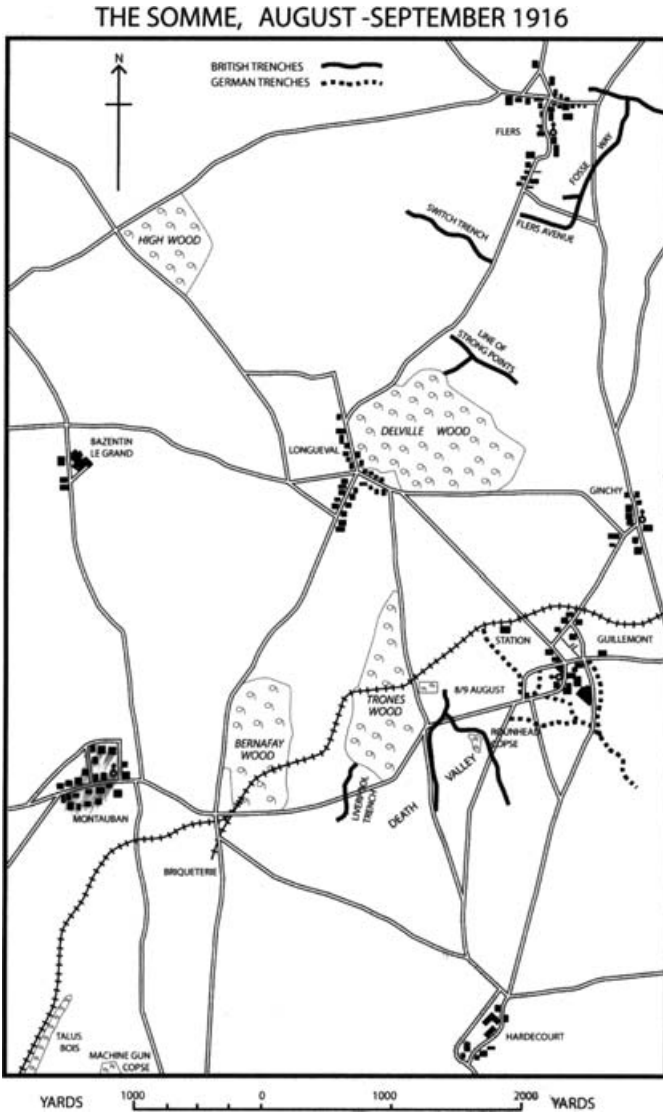 THE SOMME, AUGUST -SEPTEMBER 1916
BRITISH TRENCHES
GERMAN TRENCHES
N
FLERS
FOSSE WAY
SWITCH TRENCH
FLERS AVENUE
HIGH WOOD
LINE OF
STRONG POINTS
DELVILLE WOOD
LONGUEVAL
BAZENTIN
LE GRAND
GINCHY
STATION
GUILLEMONT
8/9 AUGUST
TRONES
WOOD
ROUNHEAD
COPSE
BERNAFAY
WOOD
DEATH VALLEY
LIVERPOOL
TRENCH
MONTAUBAN
BRIQUETERIE
HARDECOURT
TALUS
BOIS
MACHINE GUN
COPSE
YARDS 1000 0 1000 2000 YARDS